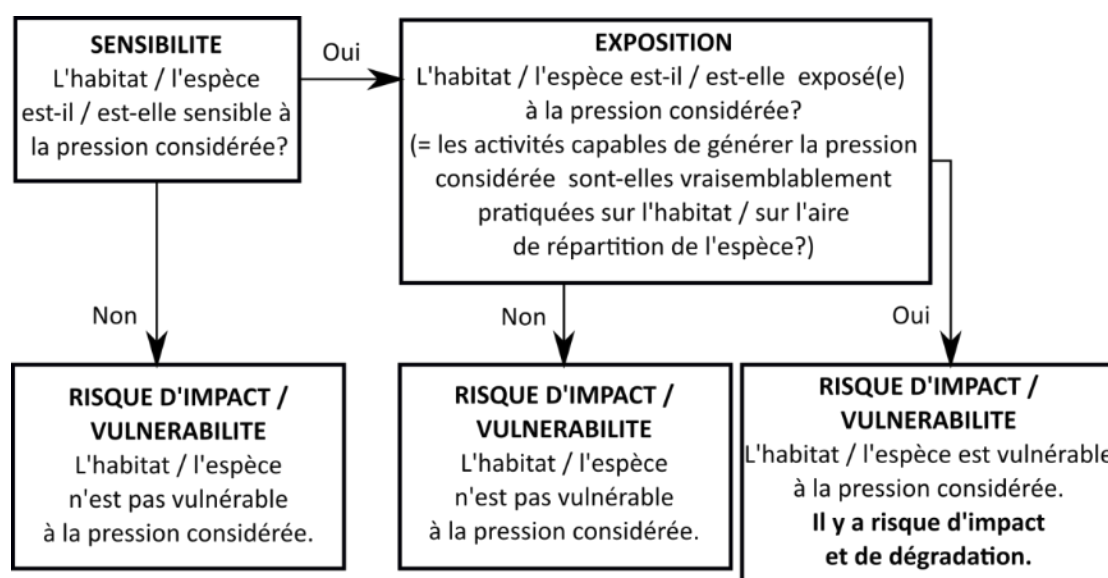 SENSIBILITE
L'habitat / l'espèce
est-il / est-elle sensible à
la pression considérée?
Oui
EXPOSITION
L'habitat / l'espèce est-il / est-elle exposé(e)
à la pression considérée?
(= les activités capables de générer la pression
considérée sont-elles vraisemblablement
pratiquées sur l'habitat / sur l'aire
de répartition de l'espèce?)
Non
Non
Oui
RISQUE D'IMPACT /
VULNERABILITE
L'habitat / l'espèce
n'est pas vulnérable
à la pression considérée.
RISQUE D'IMPACT /
VULNERABILITE
L'habitat / l'espèce
n'est pas vulnérable
à la pression considérée.
RISQUE D'IMPACT /
VULNERABILITE
L'habitat / l'espèce est vulnérable
à la pression considérée.
Il y a risque d'impact
et de dégradation.